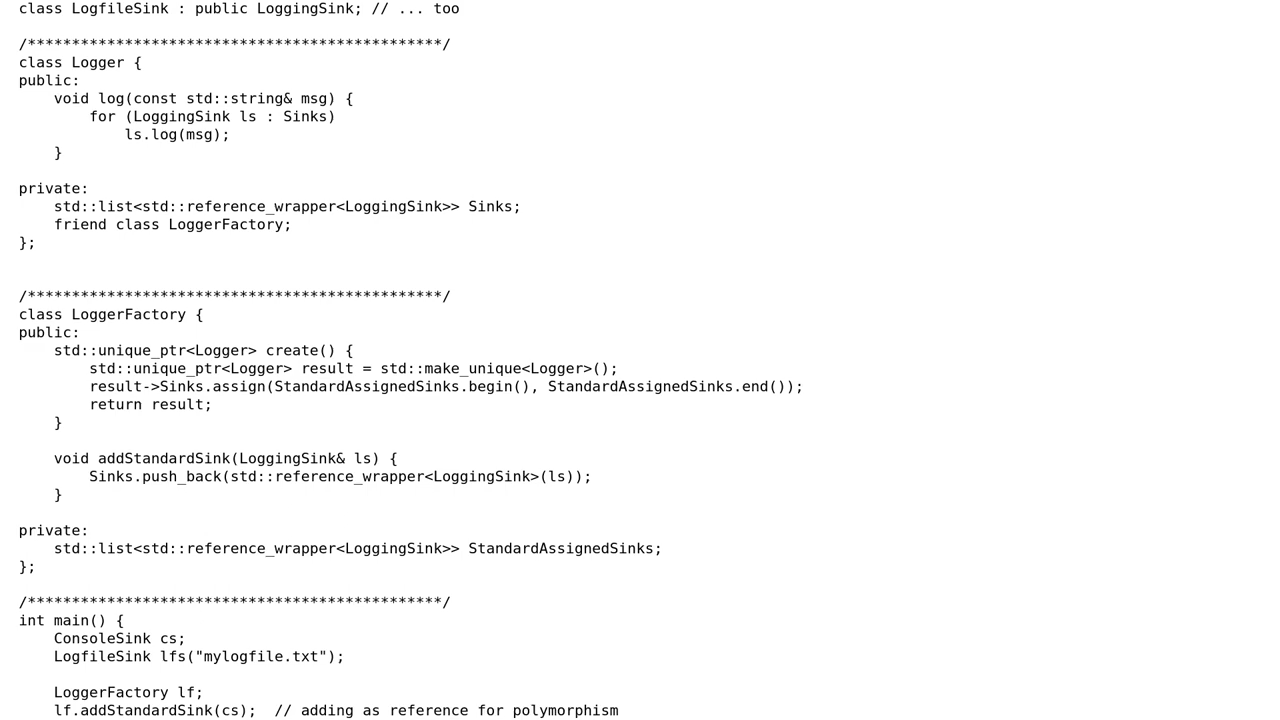 class LogfileSink : public LoggingSink; // ... too
/***********************************************/
class Logger {
public:
    void log(const std::string& msg) {
        for (LoggingSink ls : Sinks)
            ls.log(msg);
    }
private:
    std::list<std::reference_wrapper<LoggingSink>> Sinks;
    friend class LoggerFactory;
};
/***********************************************/
class LoggerFactory {
public:
    std::unique_ptr<Logger> create() {
        std::unique_ptr<Logger> result = std::make_unique<Logger>();
        result->Sinks.assign(StandardAssignedSinks.begin(), StandardAssignedSinks.end());
        return result;
    }
    void addStandardSink(LoggingSink& ls) {
        Sinks.push_back(std::reference_wrapper<LoggingSink>(ls));
    }
private:
    std::list<std::reference_wrapper<LoggingSink>> StandardAssignedSinks;
};
/***********************************************/
int main() {
    ConsoleSink cs;
    LogfileSink lfs("mylogfile.txt");
    LoggerFactory lf;
    lf.addStandardSink(cs);  // adding as reference for polymorphism